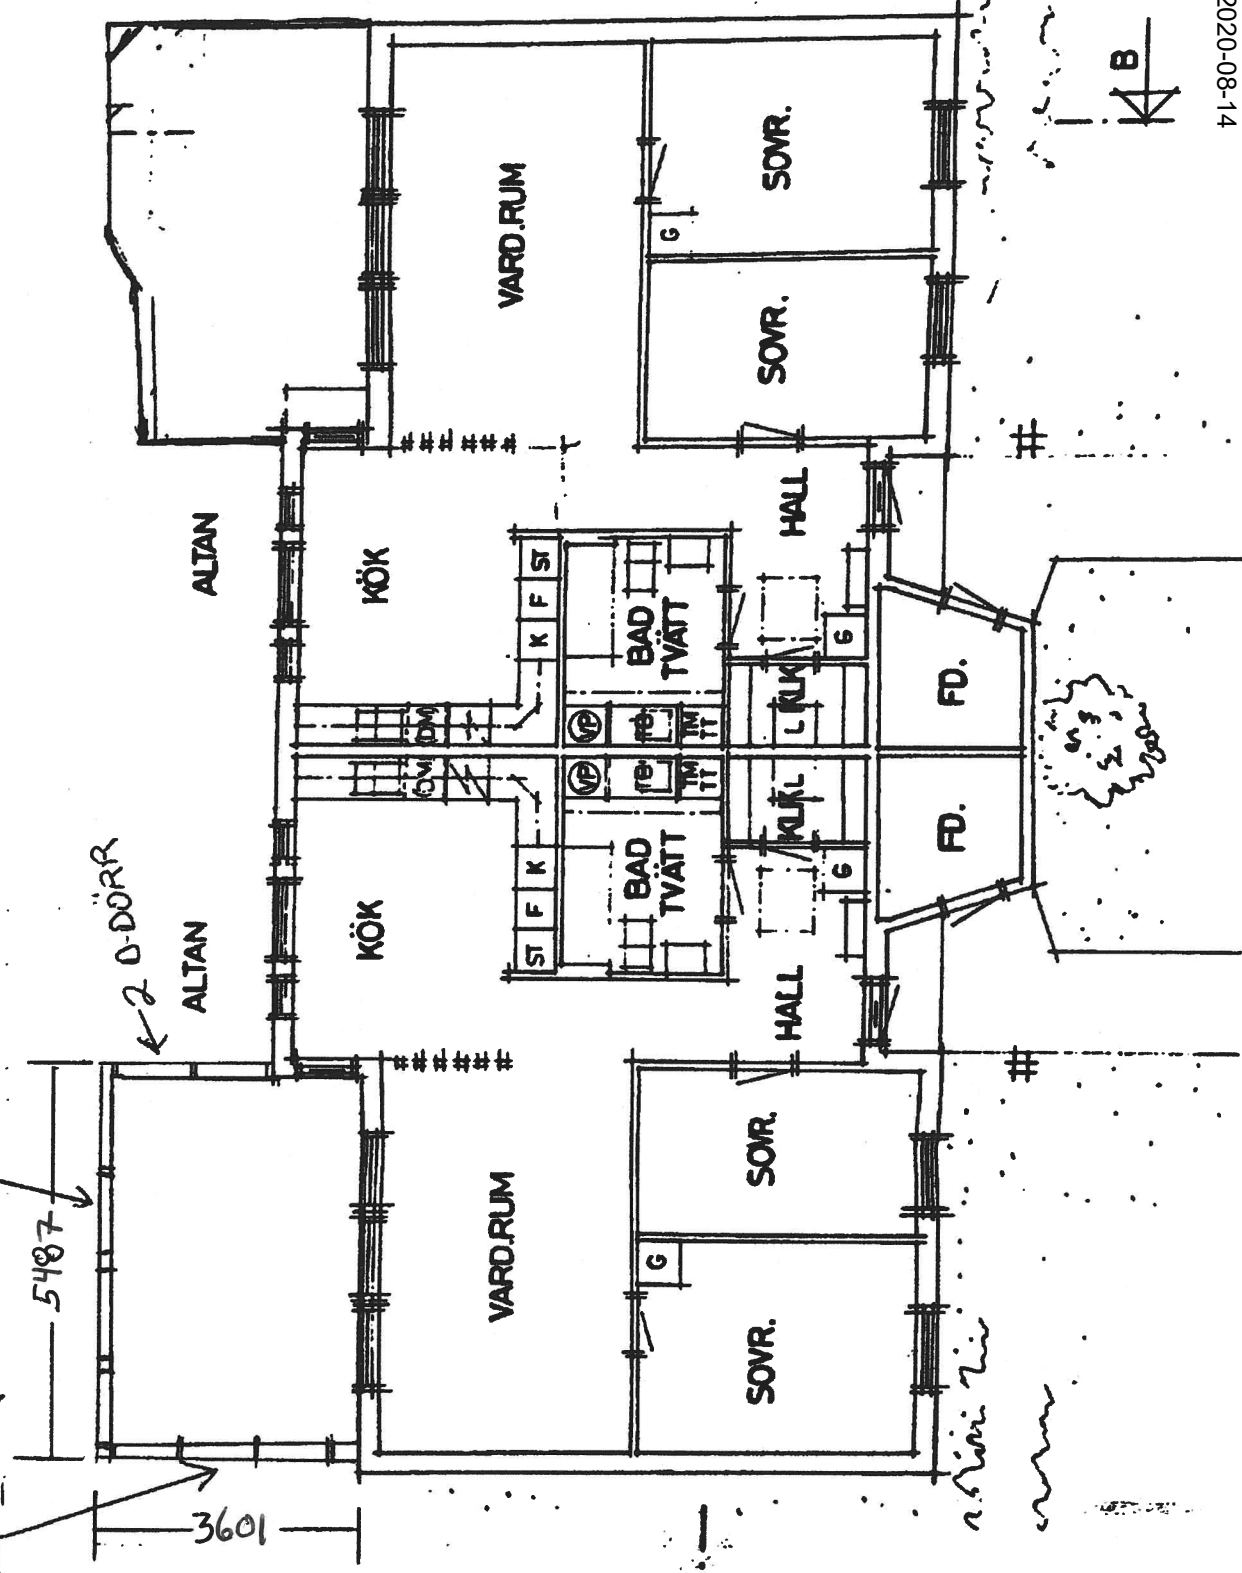 2020-08-14
B
SOVR.
VARD.RUM
G
SOVR.
ALTAN
KÖK
HALL
ST
F
K
BAD
TVÄTT
G
DM
VP
TB
TM
TT
L
KLK
FD.
DM
VP
TB
TM
TT
KLK
L
FD.
K
F
ST
BAD
TVÄTT
G
2 D-DÖRR
ALTAN
KÖK
HALL
SOVR.
VARD.RUM
G
SOVR.
5487
3601